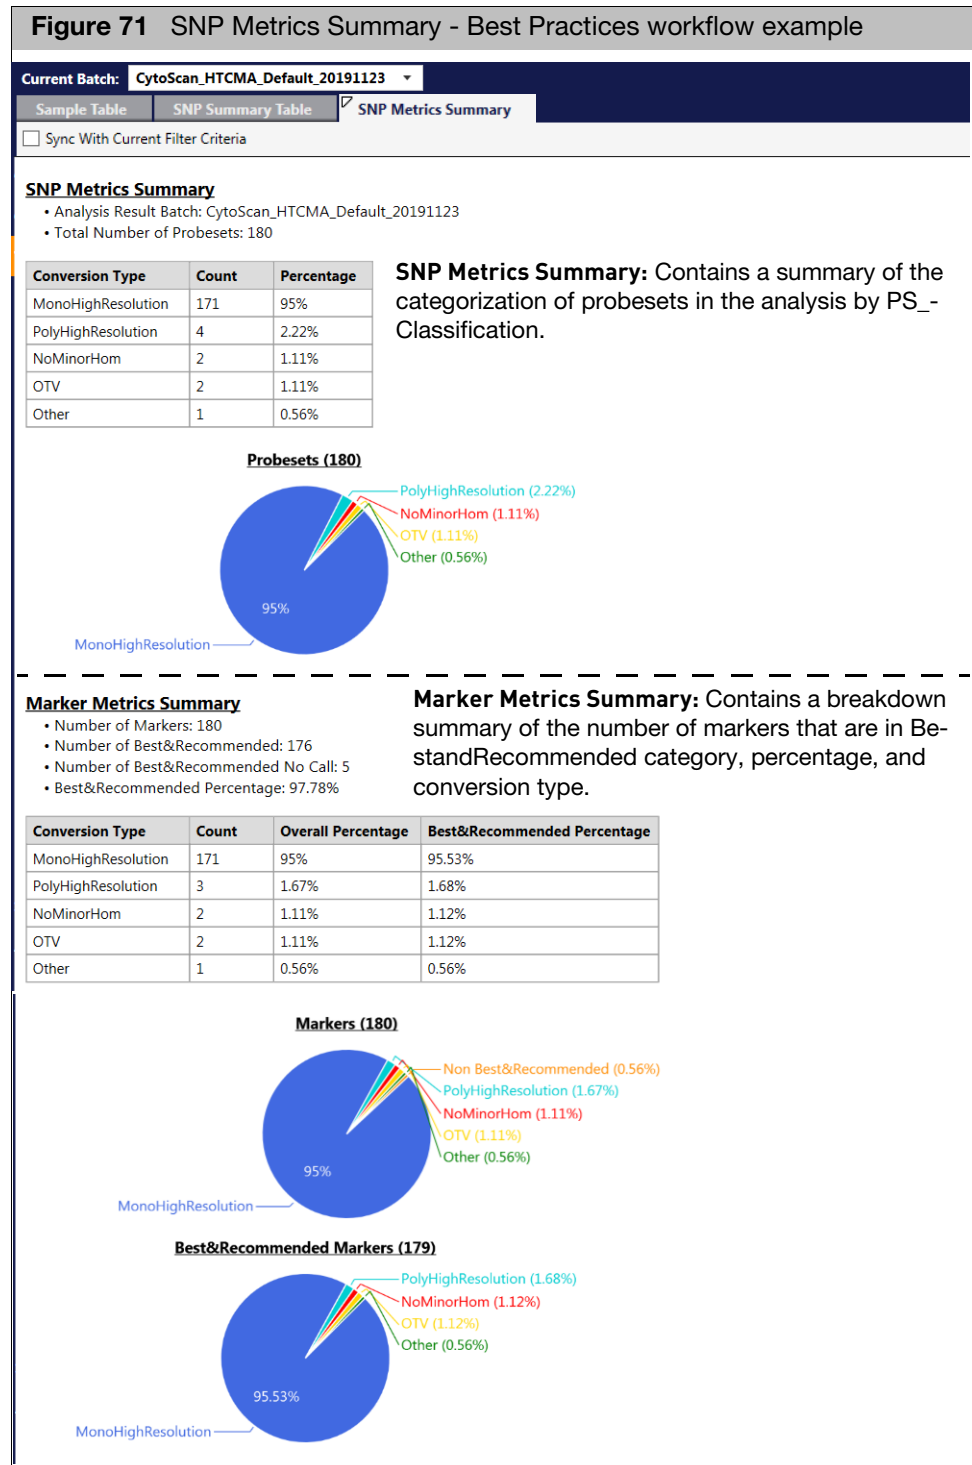 Figure 71 SNP Metrics Summary - Best Practices workflow example
Current Batch: CytoScan_HTCMA_Default_20191123
Sample Table SNP Summary Table SNP Metrics Summary
Sync With Current Filter Criteria
SNP Metrics Summary
• Analysis Result Batch: CytoScan_HTCMA_Default_20191123
• Total Number of Probesets: 180
Conversion Type Count Percentage
MonoHighResolution 171 95%
PolyHighResolution 4 2.22%
NoMinorHom 2 1.11%
OTV 2 1.11%
Other 1 0.56%
SNP Metrics Summary: Contains a summary of the
categorization of probesets in the analysis by PS_-
Classification.
Probesets (180)
PolyHighResolution (2.22%)
NoMinorHom (1.11%)
OTV (1.11%)
Other (0.56%)
95%
MonoHighResolution
Marker Metrics Summary
• Number of Markers: 180
• Number of Best&Recommended: 176
• Number of Best&Recommended No Call: 5
• Best&Recommended Percentage: 97.78%
Marker Metrics Summary: Contains a breakdown
summary of the number of markers that are in Be-
standRecommended category, percentage, and
conversion type.
Conversion Type Count Overall Percentage Best&Recommended Percentage
MonoHighResolution 171 95% 95.53%
PolyHighResolution 3 1.67% 1.68%
NoMinorHom 2 1.11% 1.12%
OTV 2 1.11% 1.12%
Other 1 0.56% 0.56%
Markers (180)
Non Best&Recommended (0.56%)
PolyHighResolution (1.67%)
NoMinorHom (1.11%)
OTV (1.11%)
Other (0.56%)
95%
MonoHighResolution
Best&Recommended Markers (179)
PolyHighResolution (1.68%)
NoMinorHom (1.12%)
OTV (1.12%)
Other (0.56%)
95.53%
MonoHighResolution